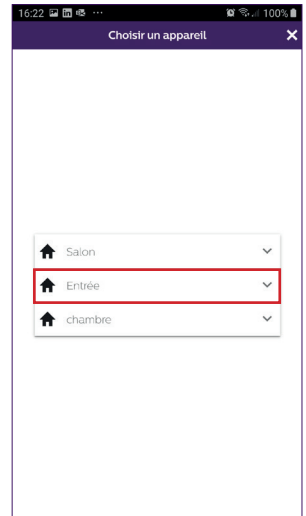 16:22 ... 100%
Choisir un appareil
Salon
Entrée
chambre